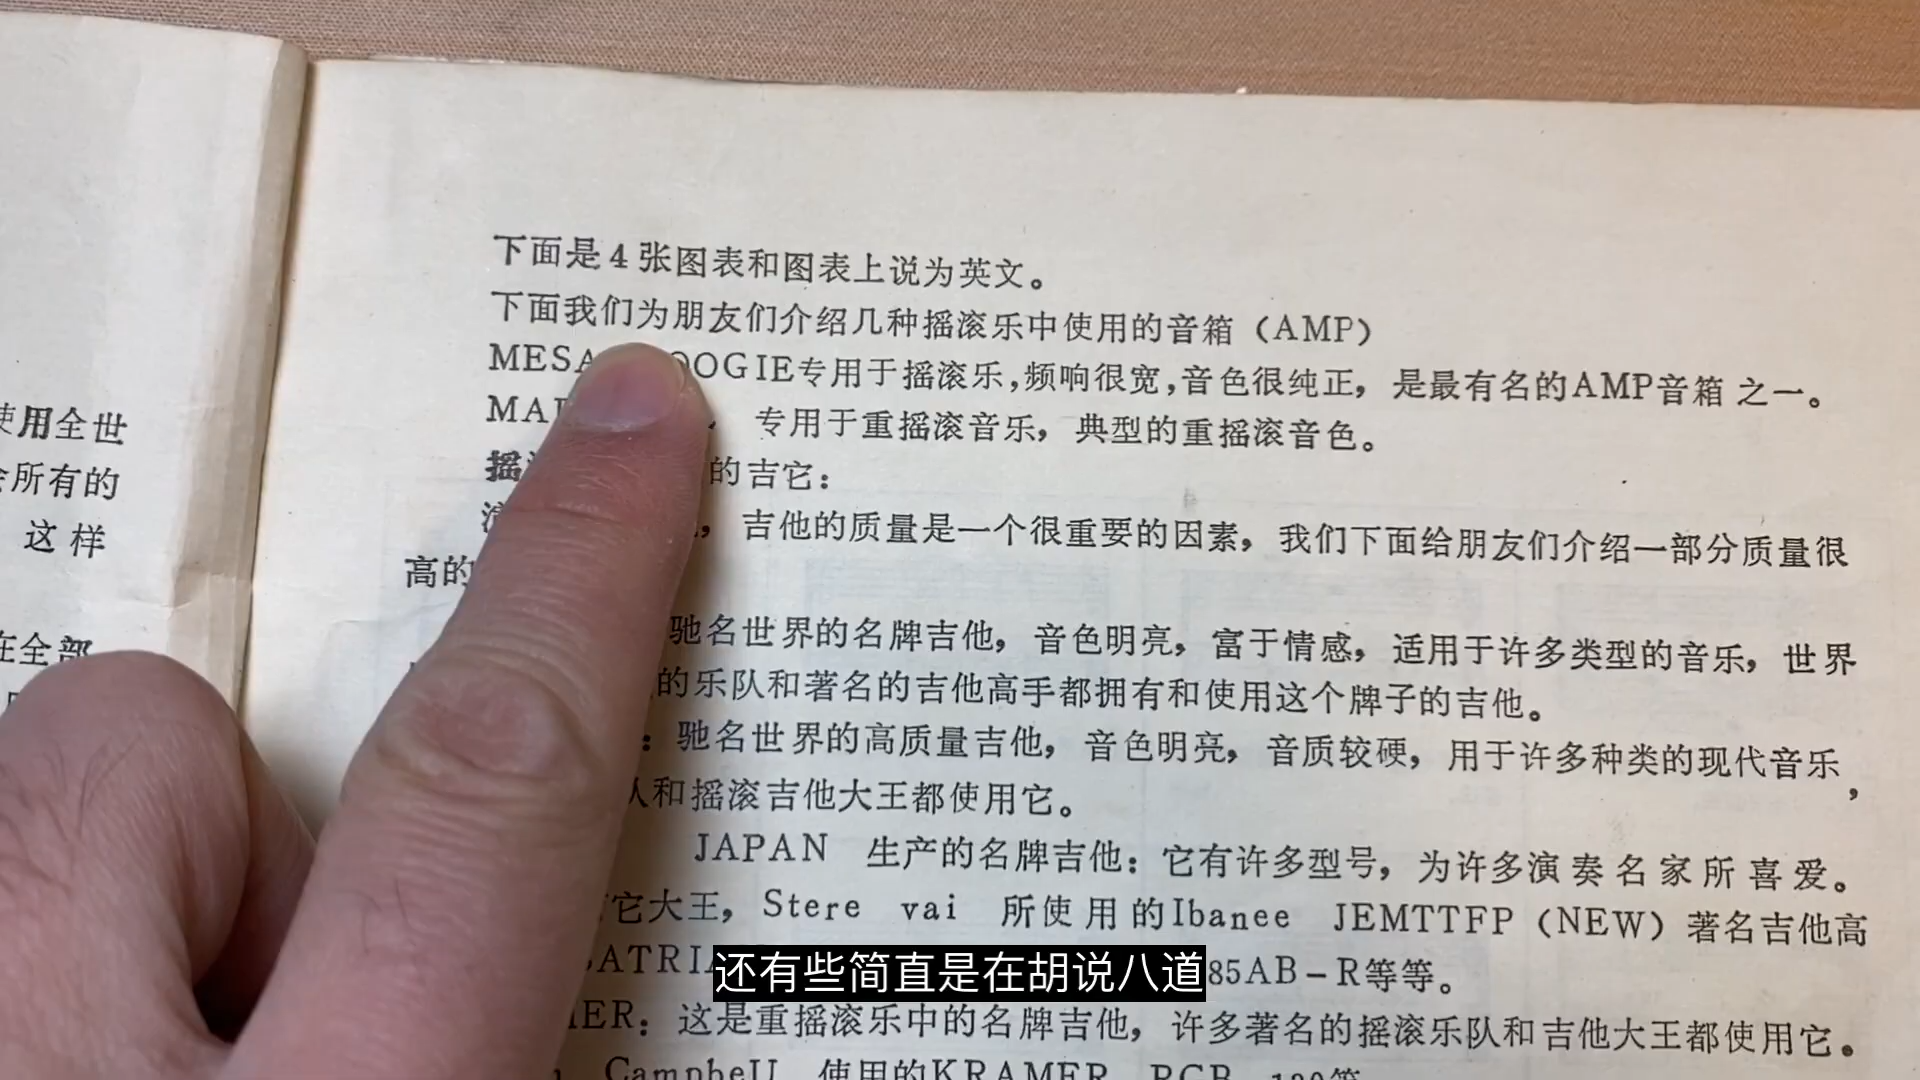 使用全世
所有的
这样
在全部
下面是4张图表和图表上说为英文。
下面我们为朋友们介绍几种摇滚乐中使用的音箱（AMP）
MESA OOGIE专用于摇滚乐,频响很宽,音色很纯正，是最有名的AMP音箱之一。
MA 专用于重摇滚音乐，典型的重摇滚音色。
摇 的吉它：
吉他的质量是一个很重要的因素，我们下面给朋友们介绍一部分质量很
高的
驰名世界的名牌吉他，音色明亮，富于情感，适用于许多类型的音乐，世界
的乐队和著名的吉他高手都拥有和使用这个牌子的吉他。
：驰名世界的高质量吉他，音色明亮，音质较硬，用于许多种类的现代音乐，
和摇滚吉他大王都使用它。
JAPAN 生产的名牌吉他：它有许多型号，为许多演奏名家所喜爱。
它大王，Stere vai 所使用的Ibanee JEMTTFP（NEW）著名吉他高
ATRI 85AB-R等等。
IER：这是重摇滚乐中的名牌吉他，许多著名的摇滚乐队和吉他大王都使用它。
使用的KRAMER
还有些简直是在胡说八道